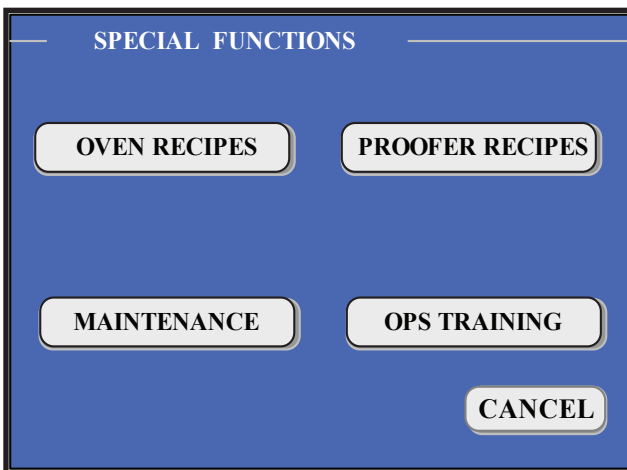 SPECIAL FUNCTIONS
OVEN RECIPES
PROOFER RECIPES
MAINTENANCE
OPS TRAINING
CANCEL